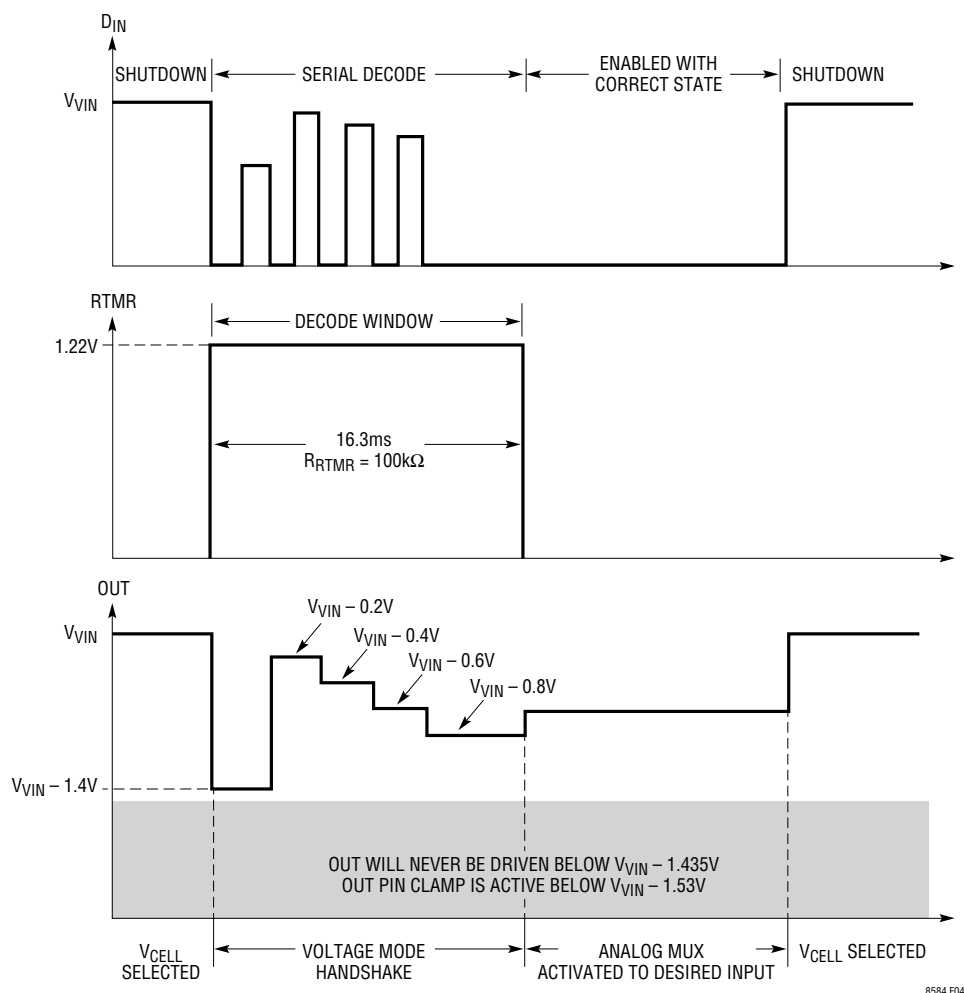 DIN
SHUTDOWN
SERIAL DECODE
ENABLED WITH
CORRECT STATE
SHUTDOWN
VVIN
RTMR
DECODE WINDOW
1.22V
16.3ms
RRTMR = 100kΩ
OUT
VVIN
VVIN – 0.2V
VVIN – 0.4V
VVIN – 0.6V
VVIN – 0.8V
VVIN – 1.4V
OUT WILL NEVER BE DRIVEN BELOW VVIN – 1.435V
OUT PIN CLAMP IS ACTIVE BELOW VVIN – 1.53V
VCELL
SELECTED
VOLTAGE MODE
HANDSHAKE
ANALOG MUX
ACTIVATED TO DESIRED INPUT
VCELL SELECTED
8584 F04